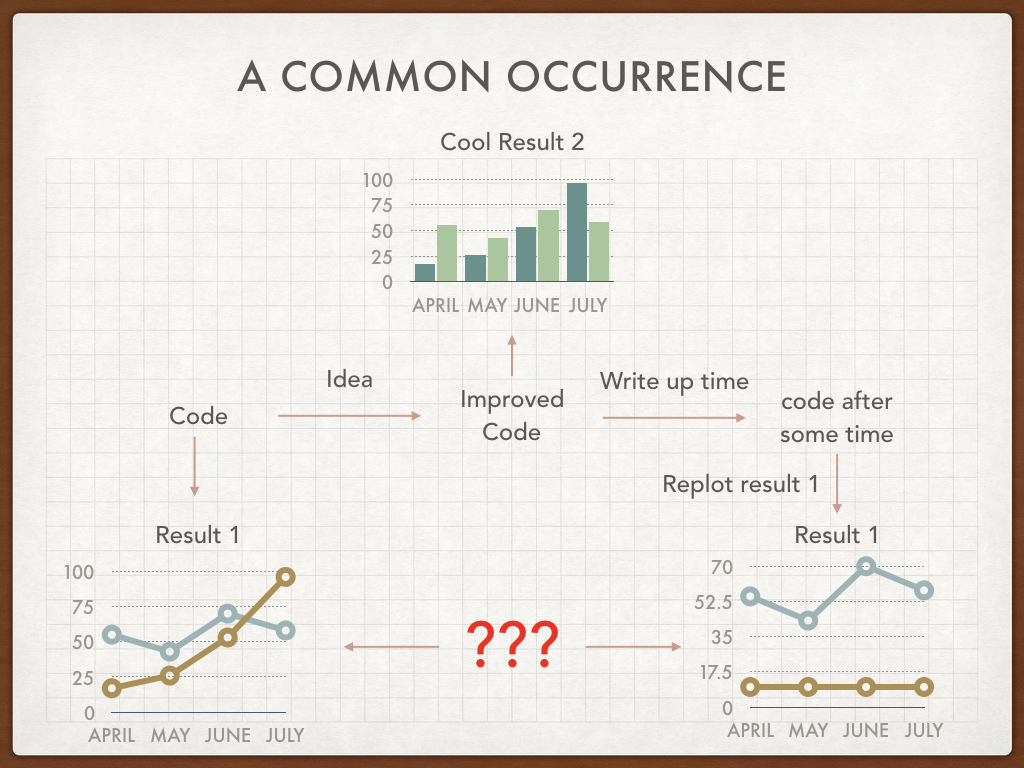 A COMMON OCCURRENCE
Cool Result 2
100
75
50
25
0
APRIL MAY JUNE JULY
Idea
Write up time
Code
Improved
Code
code after
some time
Replot result 1
Result 1
100
75
50
25
0
APRIL MAY JUNE JULY
???
Result 1
70
52.5
35
17.5
0
APRIL MAY JUNE JULY